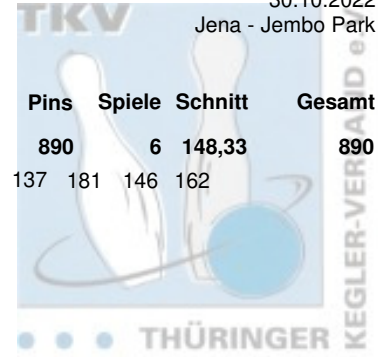 30.10.2022
TKV
Jena - Jembo Park
Pins Spiele Schnitt Gesamt
890 6 148,33 890
137 181 146 162
THÜRINGER
KEGLER-VERBAND e.V.